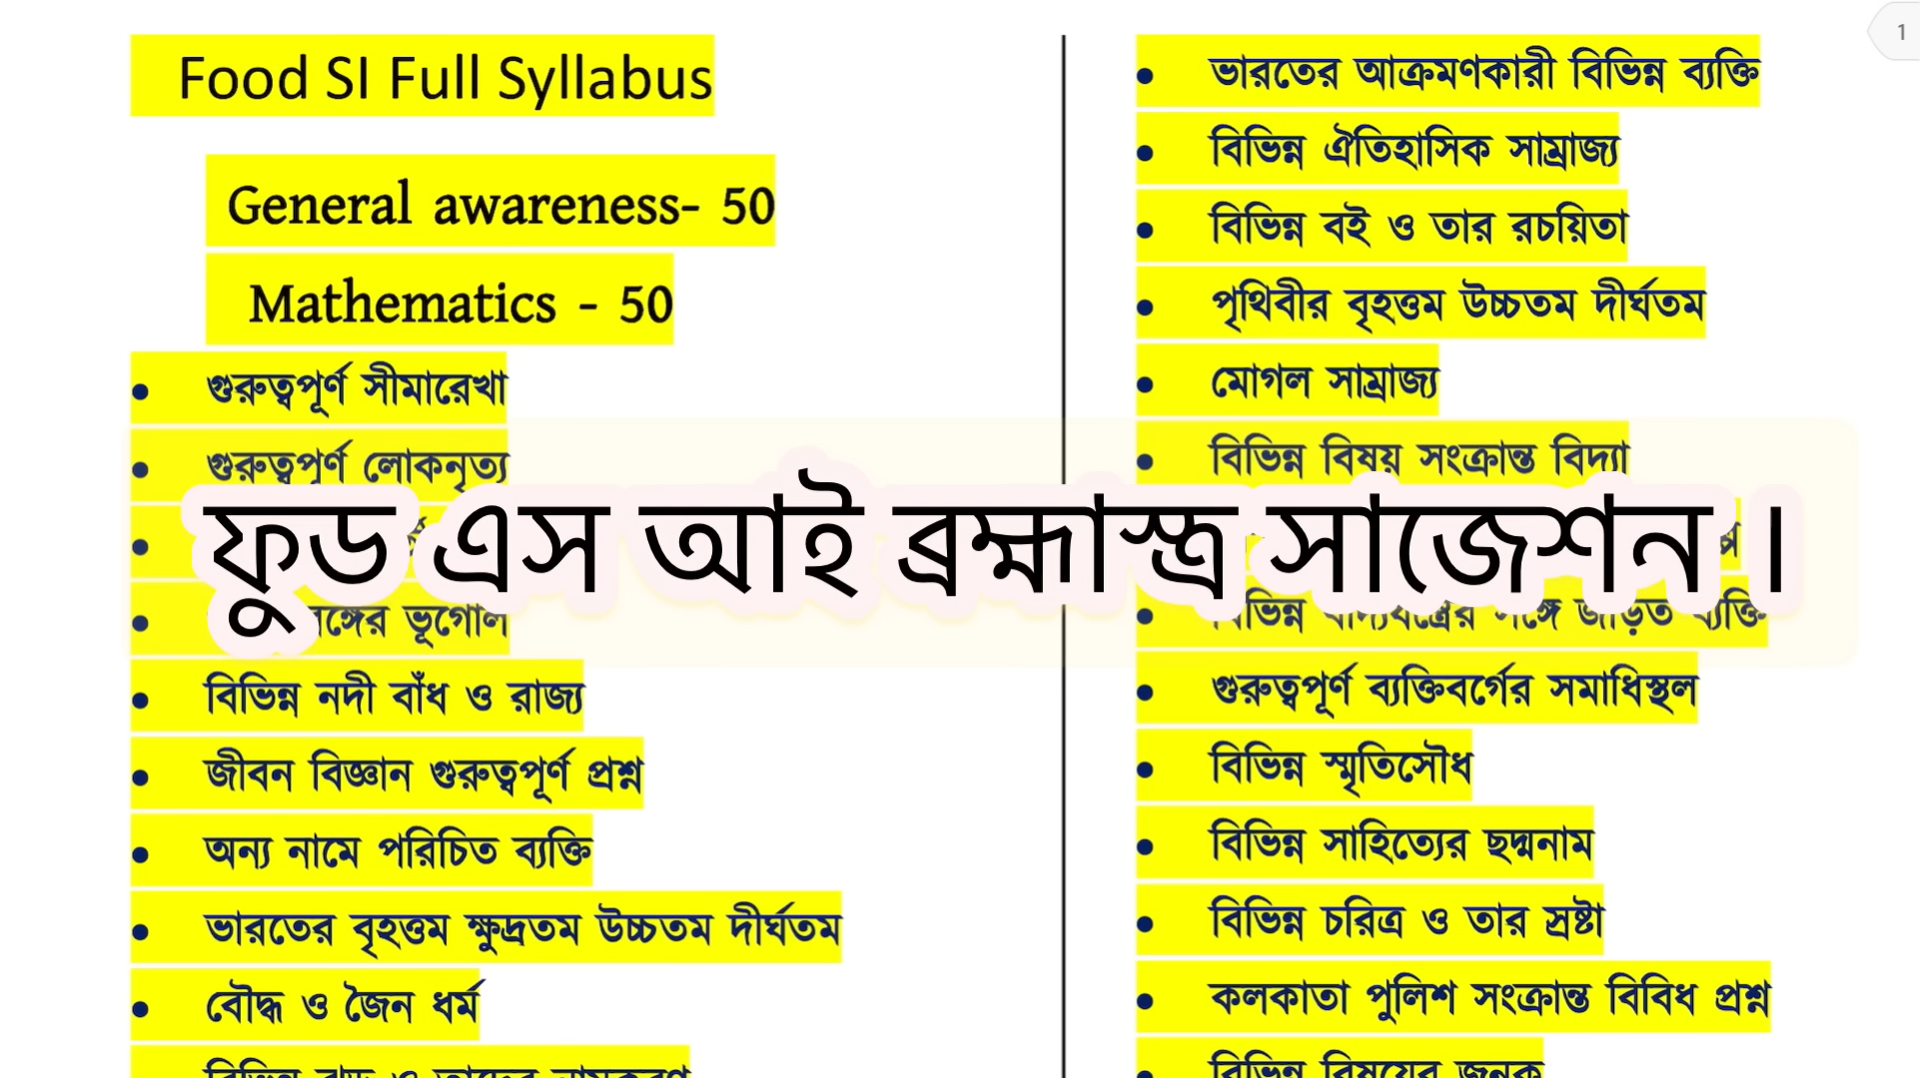 Food SI Full Syllabus
General awareness- 50
Mathematics - 50
• গুরুত্বপূর্ণ সীমারেখা
• গুরুত্বপূর্ণ লোকনৃত্য
•
• ভূগোল
• বিভিন্ন নদী বাঁধ ও রাজ্য
• জীবন বিজ্ঞান গুরুত্বপূর্ণ প্রশ্ন
• অন্য নামে পরিচিত ব্যক্তি
• ভারতের বৃহত্তম ক্ষুদ্রতম উচ্চতম দীর্ঘতম
• বৌদ্ধ ও জৈন ধর্ম
ফুড এস আই ব্রহ্মাস্ত্র সাজেশন ।
1
• ভারতের আক্রমণকারী বিভিন্ন ব্যক্তি
• বিভিন্ন ঐতিহাসিক সাম্রাজ্য
• বিভিন্ন বই ও তার রচয়িতা
• পৃথিবীর বৃহত্তম উচ্চতম দীর্ঘতম
• মোগল সাম্রাজ্য
• বিভিন্ন বিষয় সংক্রান্ত বিদ্যা
• বিভিন্ন ব্যক্তি
• গুরুত্বপূর্ণ ব্যক্তিবর্গের সমাধিস্থল
• বিভিন্ন স্মৃতিসৌধ
• বিভিন্ন সাহিত্যের ছদ্মনাম
• বিভিন্ন চরিত্র ও তার স্রষ্টা
• কলকাতা পুলিশ সংক্রান্ত বিবিধ প্রশ্ন
• বিভিন্ন বিষয়ের জনক